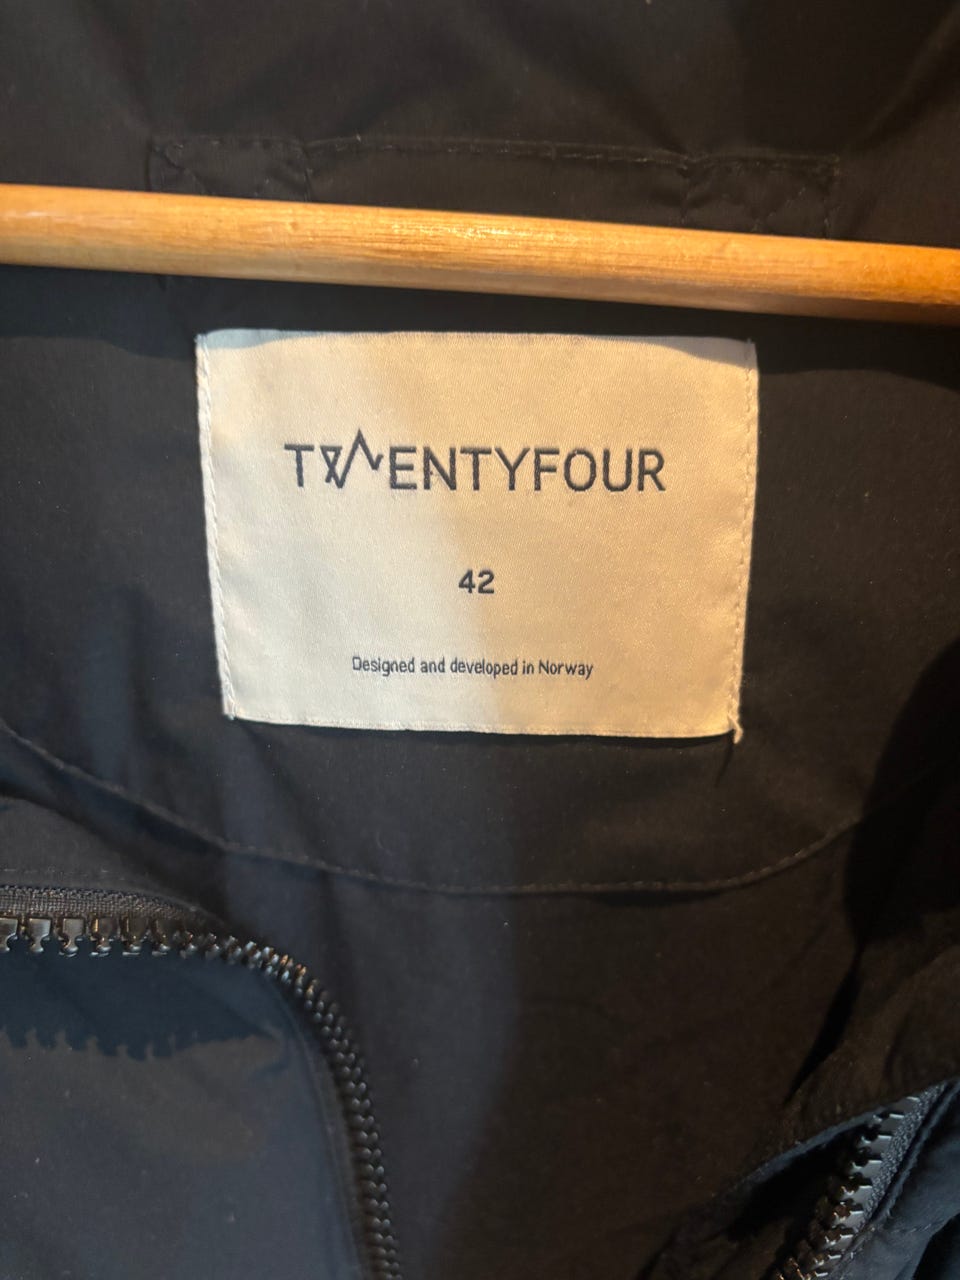 TWENTYFOUR
42
Designed and developed in Norway